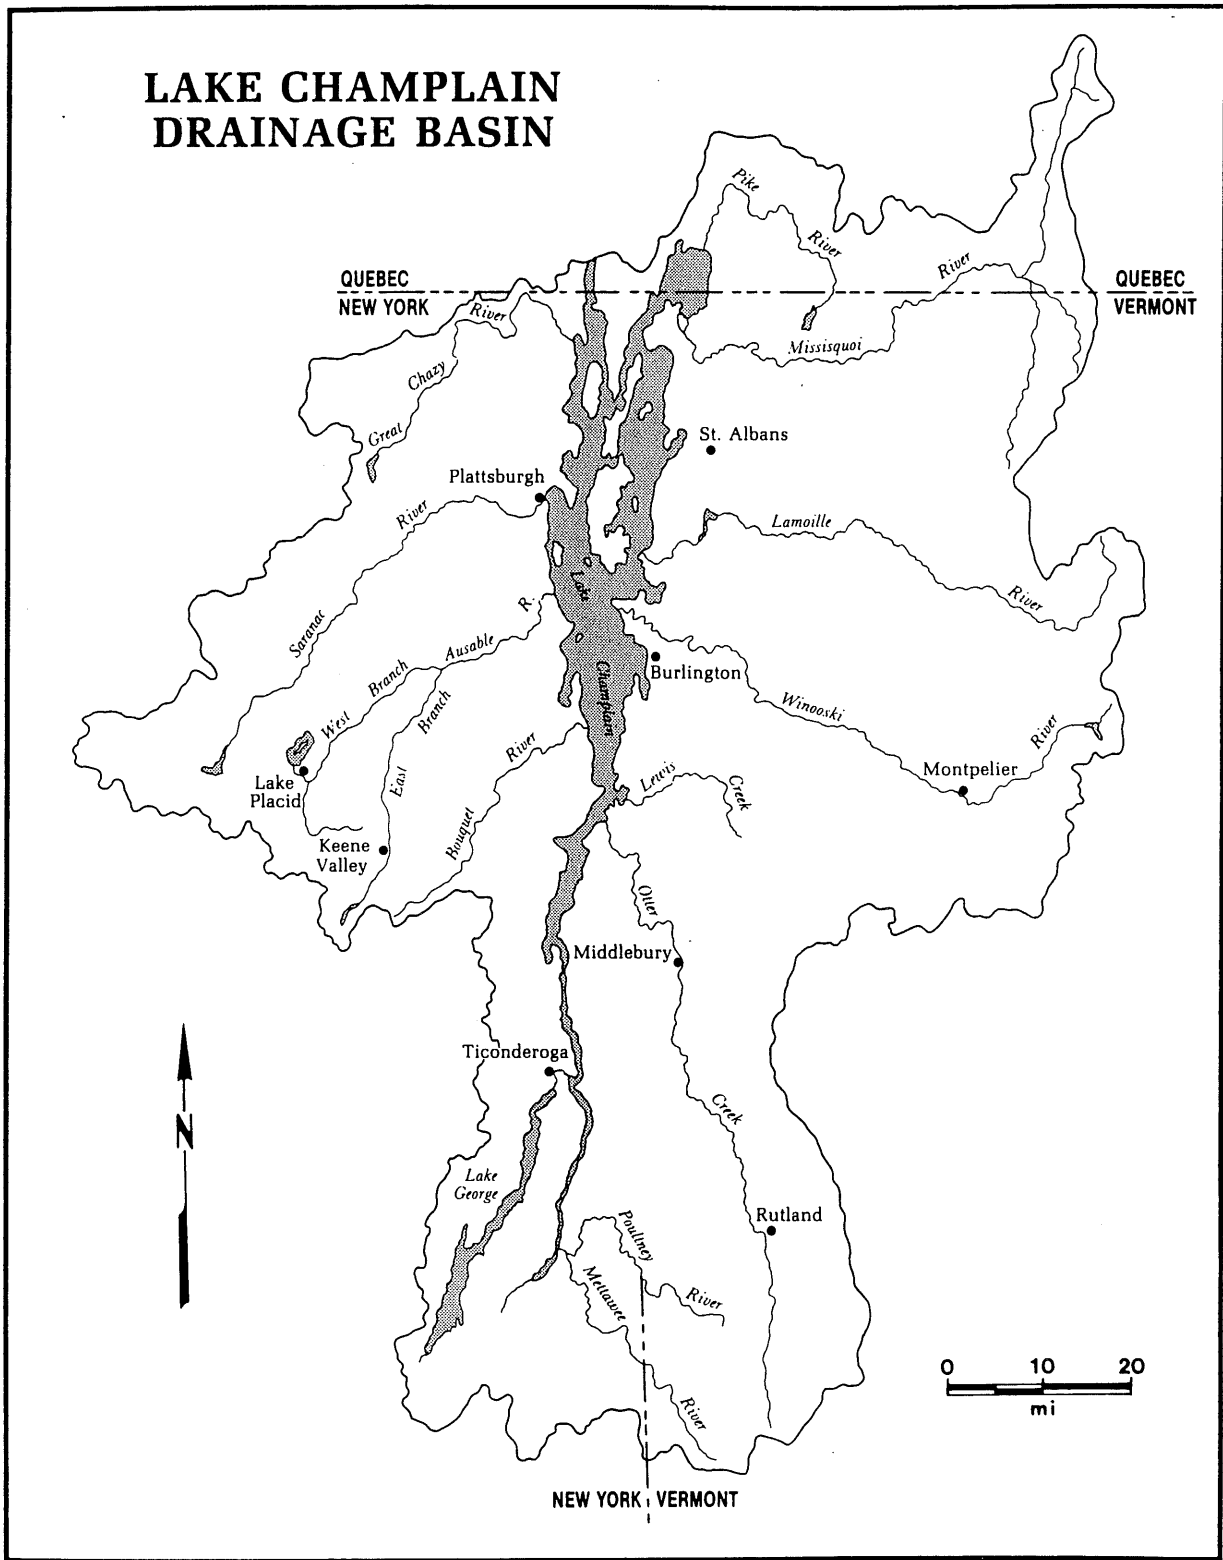 LAKE CHAMPLAIN
DRAINAGE BASIN
Pike
River
River
QUEBEC
NEW YORK
QUEBEC
VERMONT
River
Chazy
Great
Missisquoi
St. Albans
Plattsburgh
River
Saranac
Lamoille
River
Lake
Champlain
R.
Ausable
Branch
West
Branch
East
Burlington
Winooski
River
Montpelier
River
Bouquet
Lewis
Creek
Lake
Placid
Keene
Valley
Otter
Middlebury
Ticonderoga
Creek
N
Lake
George
Rutland
Poultney
River
Mettawee
River
0 10 20
mi
NEW YORK VERMONT